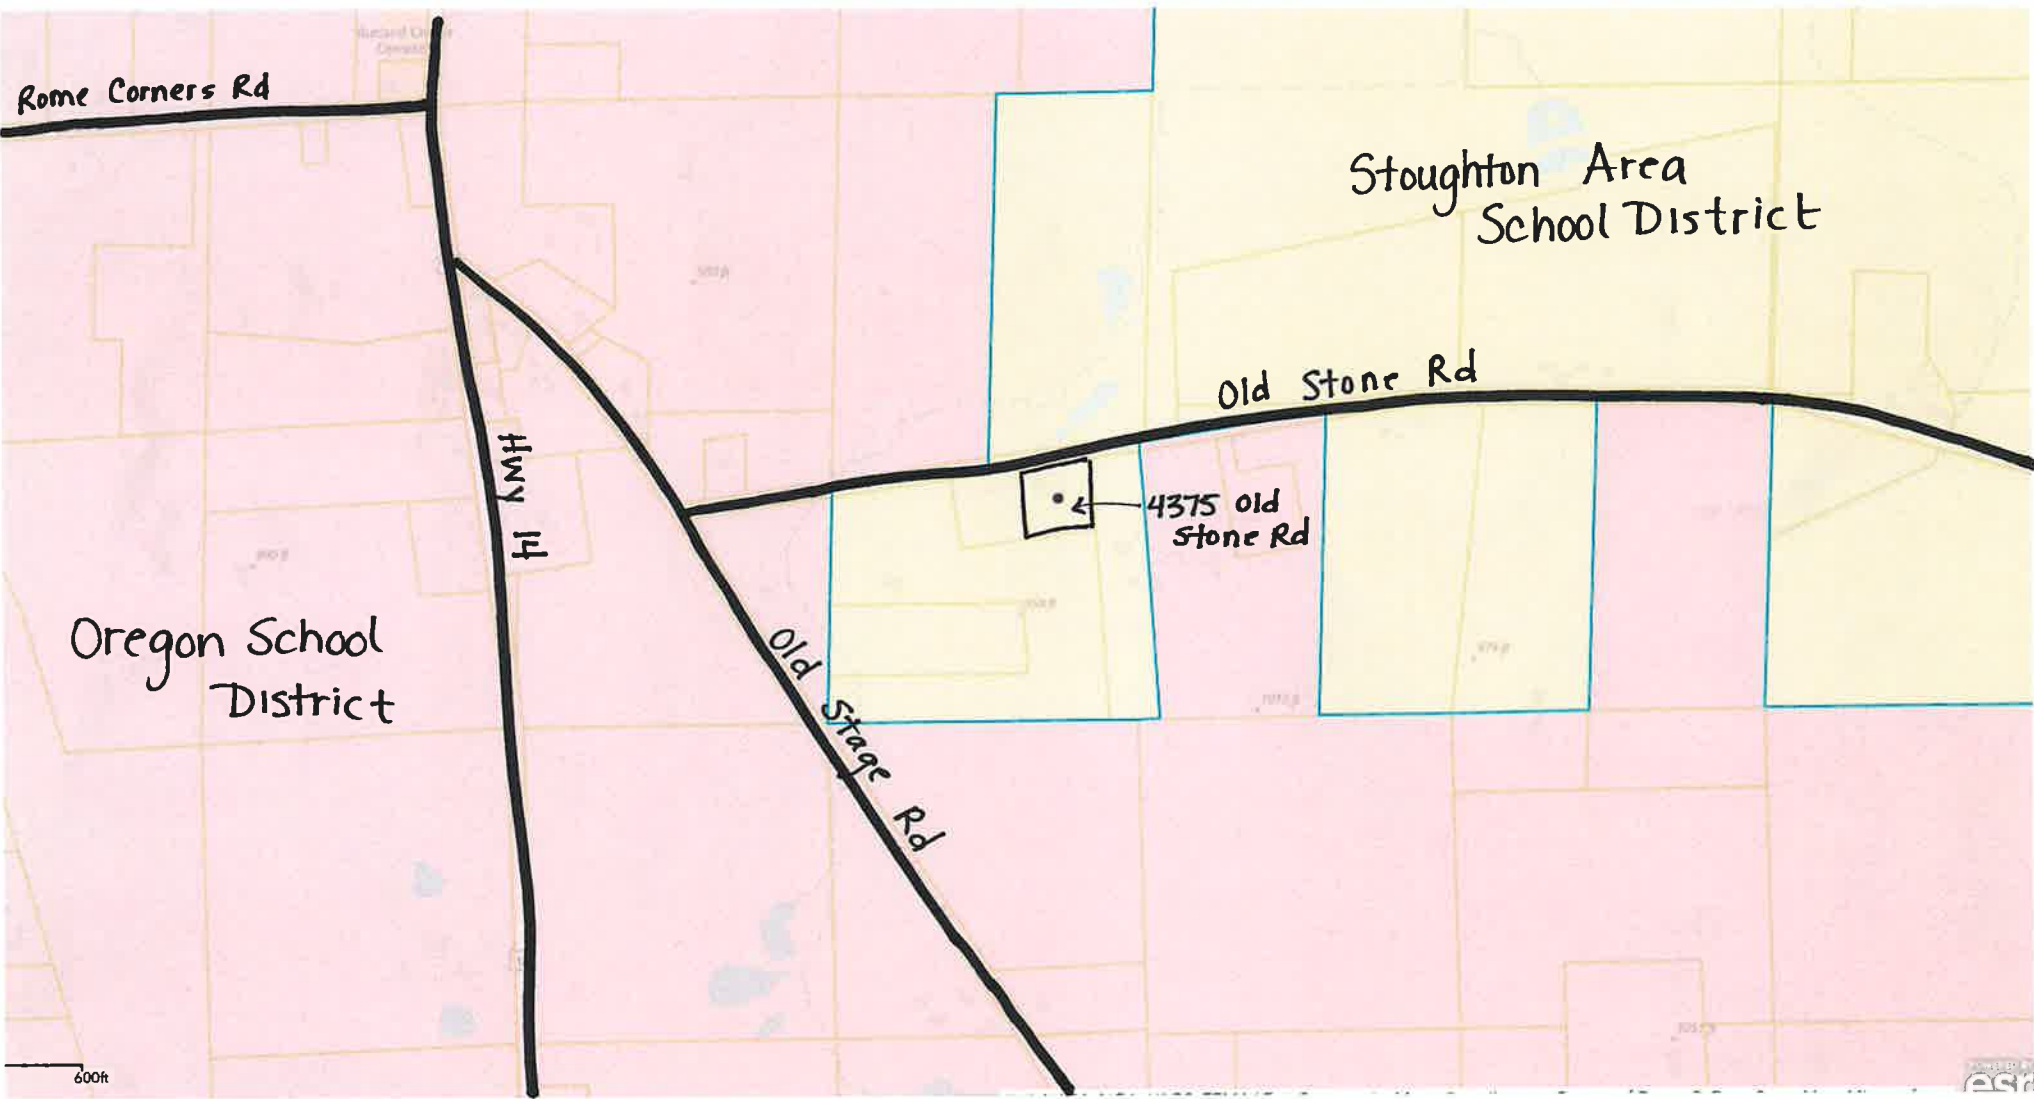 Rome Corners Rd
Stoughton Area
School District
Old Stone Rd
Hwy 14
4375 Old
Stone Rd
Oregon School
District
Old Stage Rd
600ft
esri